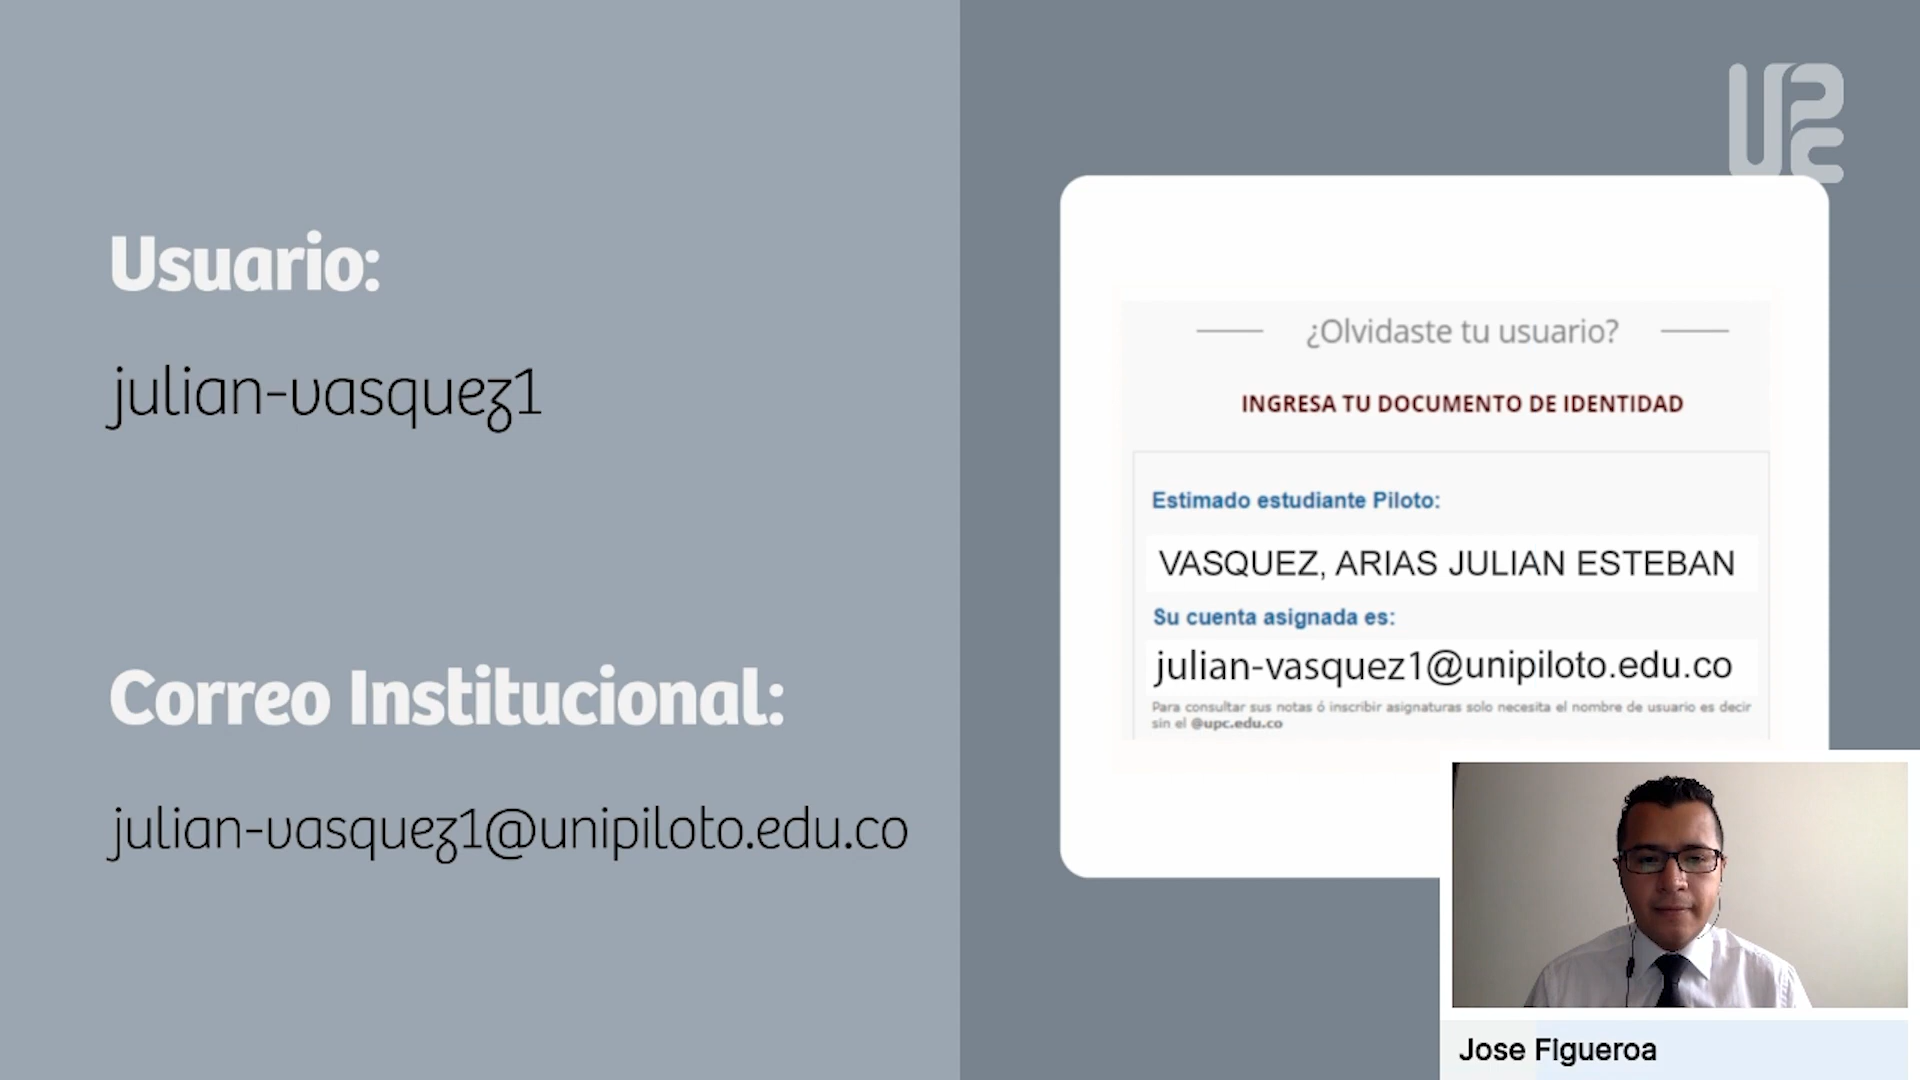 Usuario:
julian-vasquez1
Correo Institucional:
julian-vasquez1@unipiloto.edu.co
UPC
¿Olvidaste tu usuario?
INGRESA TU DOCUMENTO DE IDENTIDAD
Estimado estudiante Piloto:
VASQUEZ, ARIAS JULIAN ESTEBAN
Su cuenta asignada es:
julian-vasquez1@unipiloto.edu.co
Para consultar sus notas ó inscribir asignaturas solo necesita el nombre de usuario es decir
sin el @upc.edu.co
Jose Figueroa